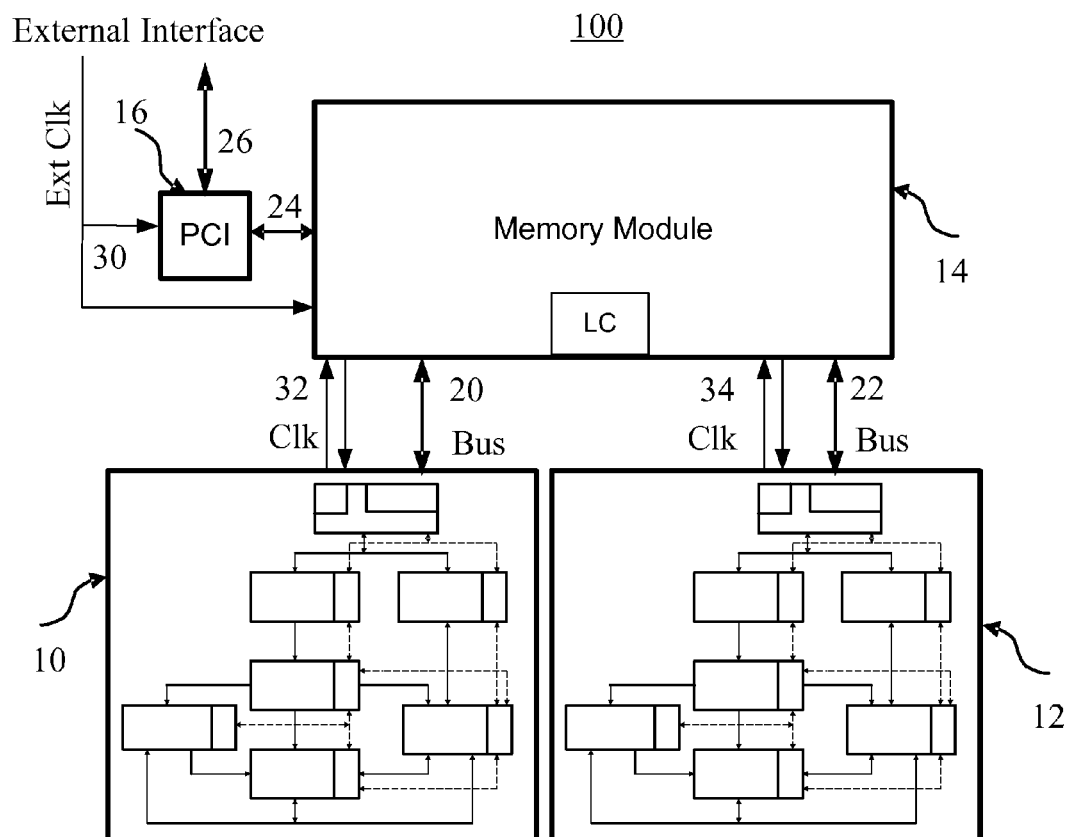 External Interface
100
Ext Clk
16
26
24
PCI
30
Memory Module
14
LC
32
20
34
22
Clk
Bus
Clk
Bus
10
12